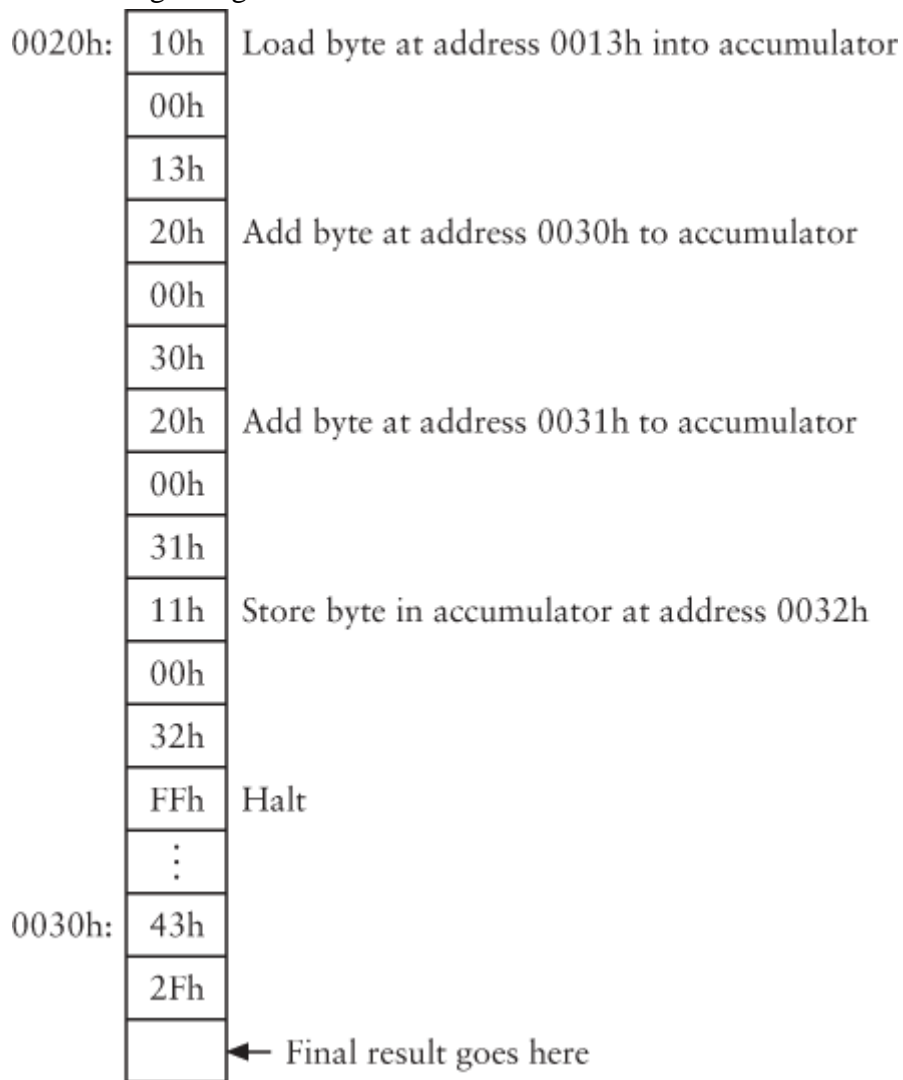 0020h: 10h Load byte at address 0013h into accumulator
00h
13h
20h Add byte at address 0030h to accumulator
00h
30h
20h Add byte at address 0031h to accumulator
00h
31h
11h Store byte in accumulator at address 0032h
00h
32h
FFh Halt
⋮
0030h: 43h
2Fh
← Final result goes here